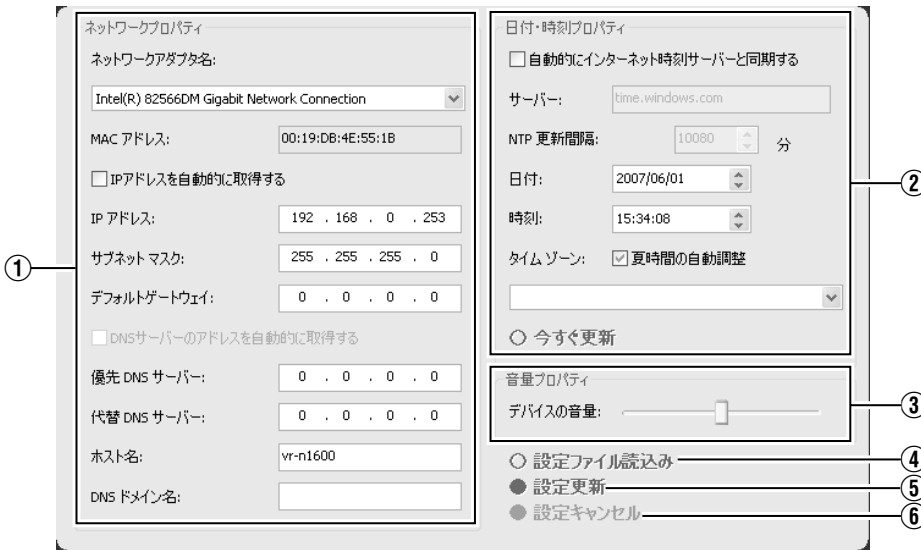 ネットワークプロパティ
ネットワークアダプタ名:
Intel(R) 82566DM Gigabit Network Connection
MAC アドレス: 00:19:DB:4E:55:1B
IPアドレスを自動的に取得する
IP アドレス: 192 . 168 . 0 . 253
サブネット マスク: 255 . 255 . 255 . 0
デフォルトゲートウェイ: 0 . 0 . 0 . 0
DNSサーバーのアドレスを自動的に取得する
優先 DNS サーバー: 0 . 0 . 0 . 0
代替 DNS サーバー: 0 . 0 . 0 . 0
ホスト名: vr-n1600
DNS ドメイン名:
①
日付・時刻プロパティ
自動的にインターネット時刻サーバーと同期する
サーバー: time.windows.com
NTP 更新間隔: 10080 分
日付: 2007/06/01
時刻: 15:34:08
タイム ゾーン: 夏時間の自動調整
今すぐ更新
②
音量プロパティ
デバイスの音量:
③
設定ファイル読込み ④
設定更新 ⑤
設定キャンセル ⑥